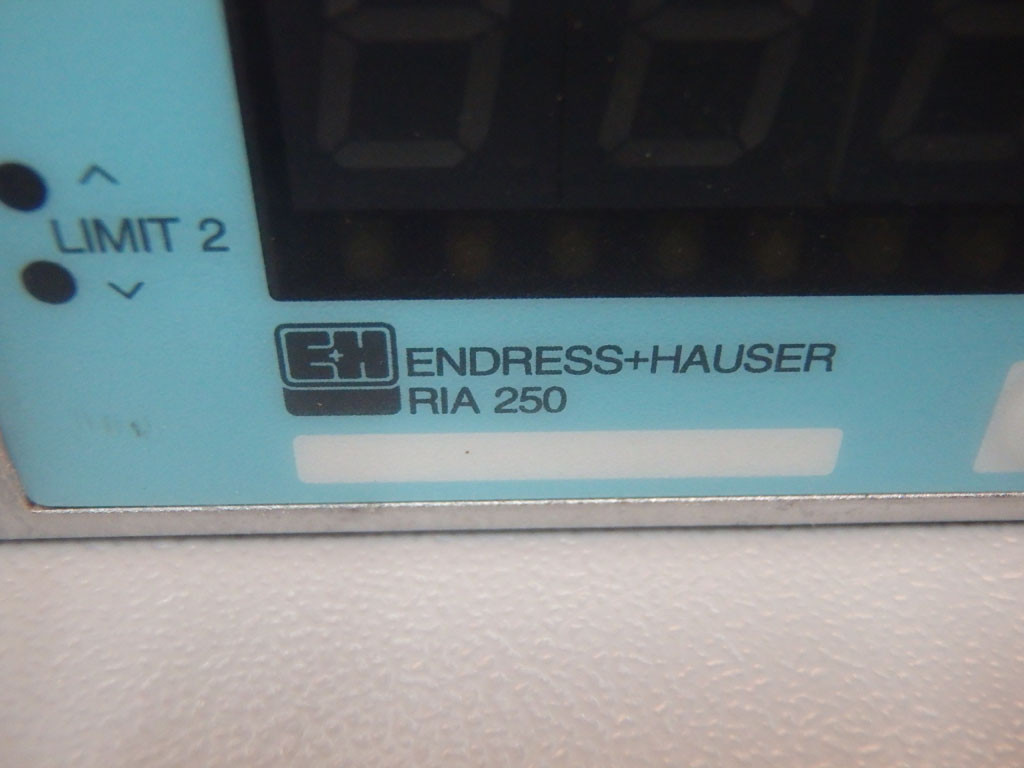 LIMIT 2
E+H ENDRESS+HAUSER
RIA 250